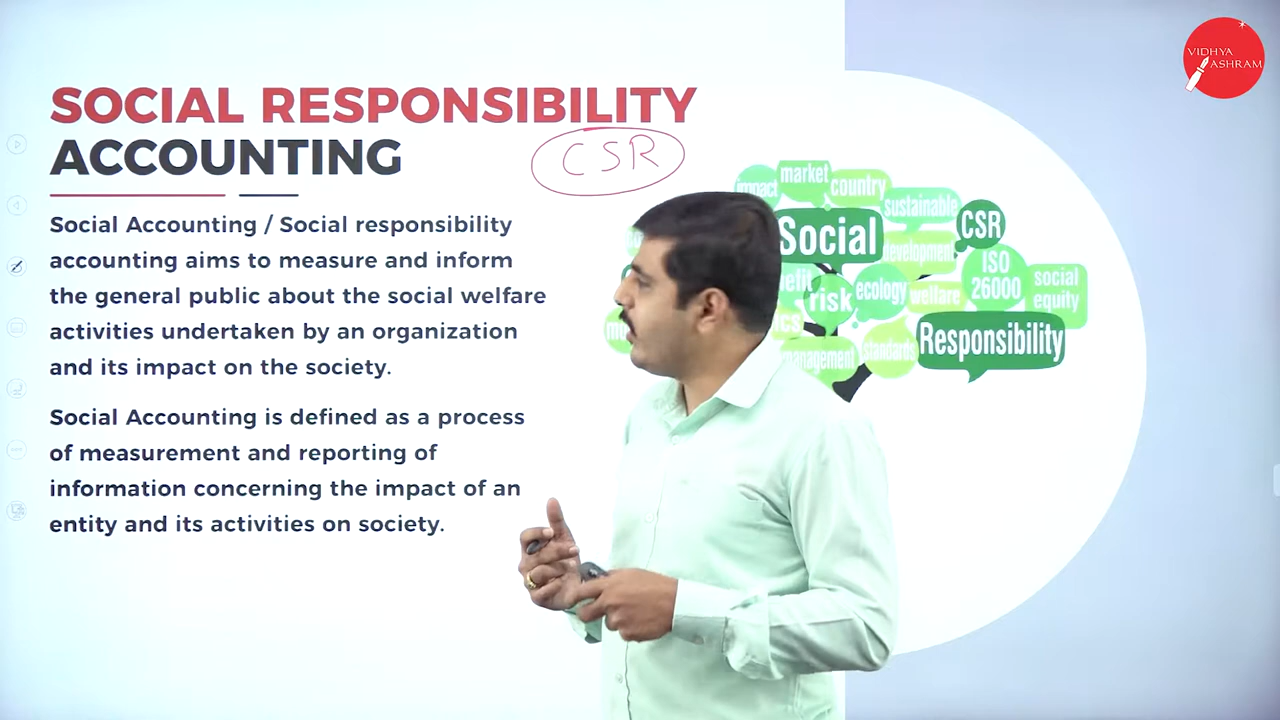 VIDHYA
ASHRAM
SOCIAL RESPONSIBILITY
ACCOUNTING
CSR
Social Accounting / Social responsibility
accounting aims to measure and inform
the general public about the social welfare
activities undertaken by an organization
and its impact on the society.
Social Accounting is defined as a process
of measurement and reporting of
information concerning the impact of an
entity and its activities on society.
impact
market
country
sustainable
CSR
Social
development
ISO
26000
social
equity
risk
ecology
welfare
management
standards
Responsibility